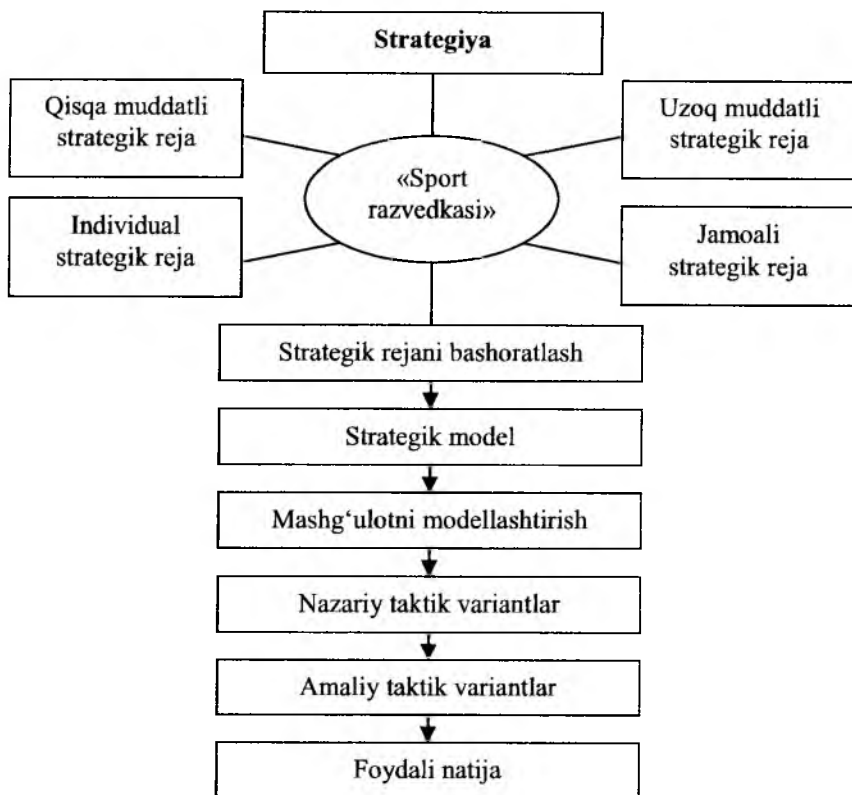 Strategiya
Qisqa muddatli
strategik reja
Uzoq muddatli
strategik reja
«Sport
razvedkasi»
Individual
strategik reja
Jamoali
strategik reja
Strategik rejani bashoratlash
Strategik model
Mashg‘ulotni modellashtirish
Nazariy taktik variantlar
Amaliy taktik variantlar
Foydali natija